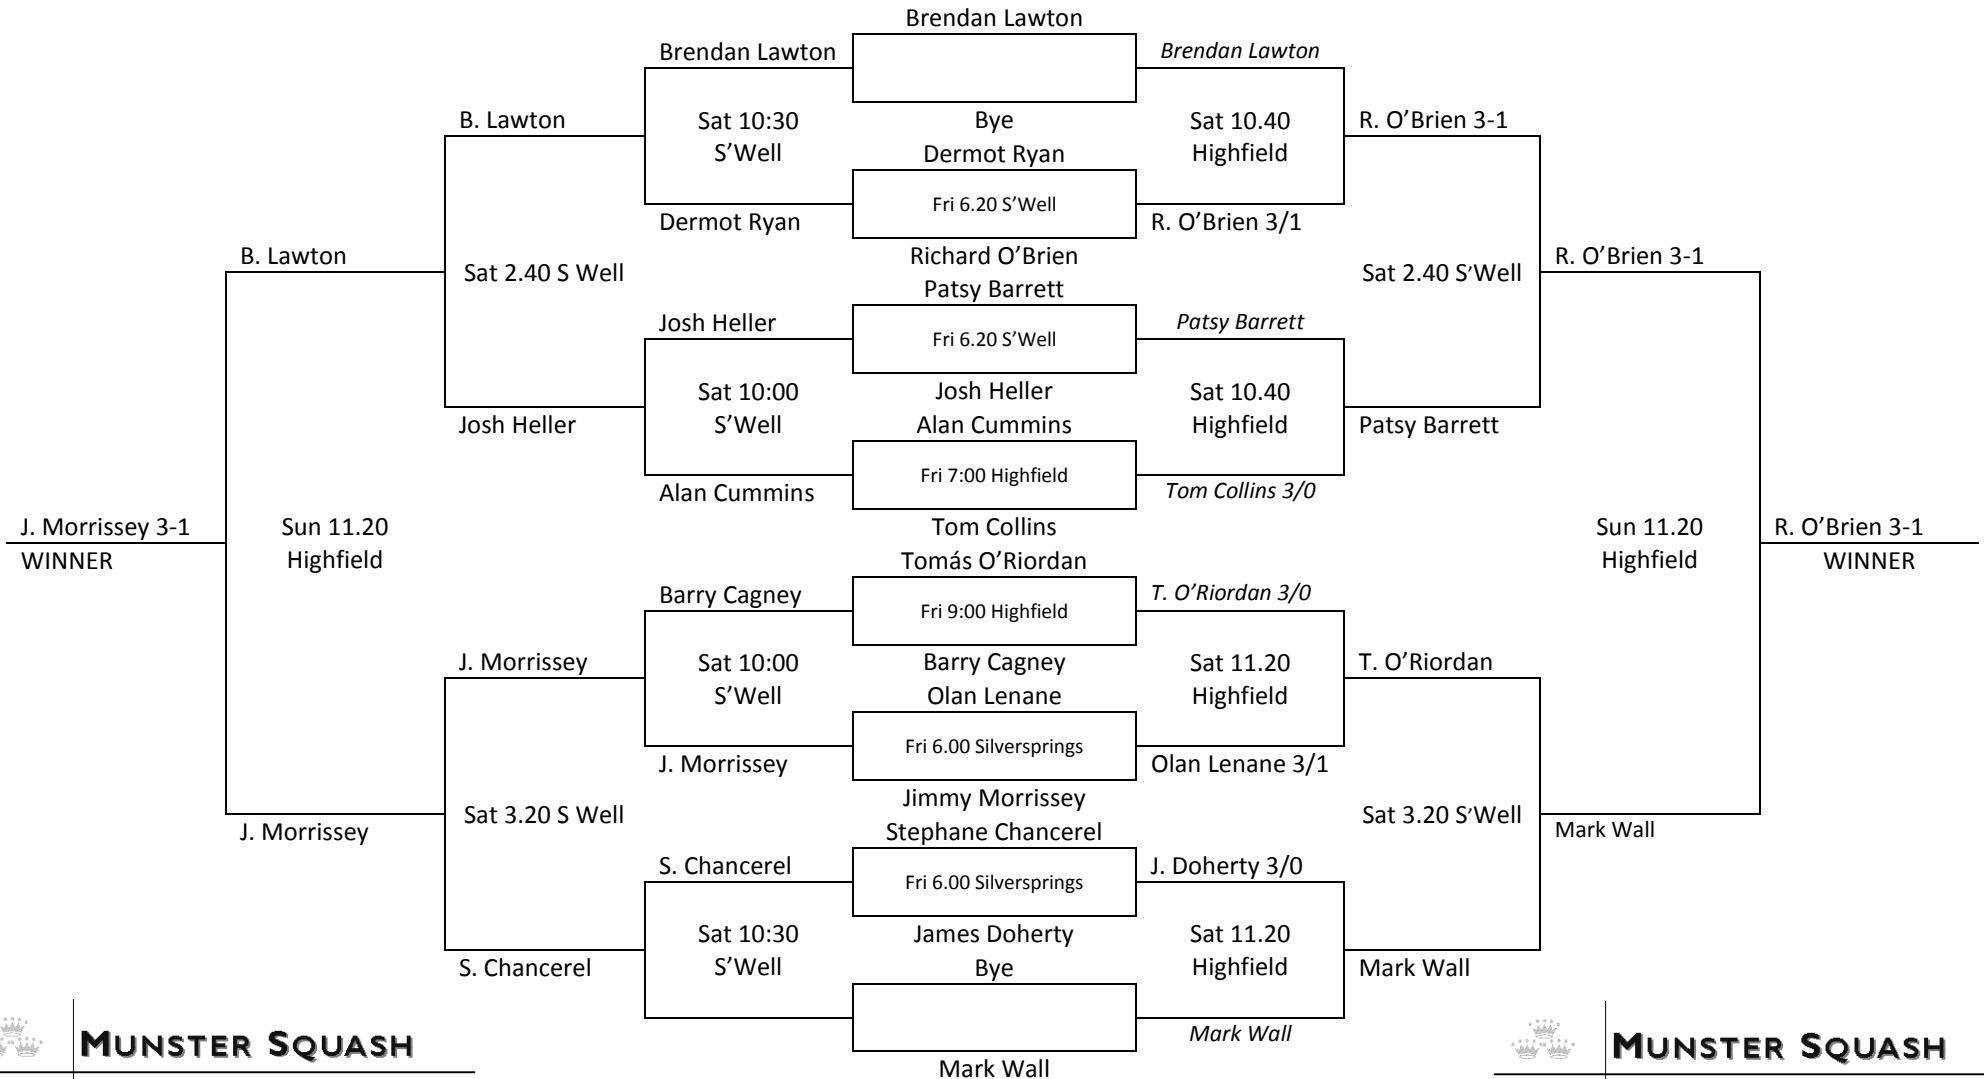 Brendan Lawton
Brendan Lawton
Brendan Lawton
B. Lawton
Sat 10:30
S’Well
Bye
Sat 10.40
Highfield
R. O’Brien 3-1
Dermot Ryan
Fri 6.20 S’Well
Dermot Ryan
R. O’Brien 3/1
B. Lawton
Sat 2.40 S Well
Richard O’Brien
Sat 2.40 S’Well
R. O’Brien 3-1
Patsy Barrett
Josh Heller
Fri 6.20 S’Well
Patsy Barrett
Sat 10:00
S’Well
Josh Heller
Sat 10.40
Highfield
Josh Heller
Alan Cummins
Patsy Barrett
Fri 7:00 Highfield
Alan Cummins
Tom Collins 3/0
J. Morrissey 3-1
WINNER
Sun 11.20
Highfield
Tom Collins
Sun 11.20
Highfield
R. O’Brien 3-1
WINNER
Tomás O’Riordan
Barry Cagney
Fri 9:00 Highfield
T. O’Riordan 3/0
J. Morrissey
Sat 10:00
S’Well
Barry Cagney
Sat 11.20
Highfield
T. O’Riordan
Olan Lenane
Fri 6.00 Silversprings
J. Morrissey
Olan Lenane 3/1
Jimmy Morrissey
J. Morrissey
Sat 3.20 S Well
Stephane Chancerel
Sat 3.20 S’Well
Mark Wall
S. Chancerel
Fri 6.00 Silversprings
J. Doherty 3/0
Sat 10:30
S’Well
James Doherty
Sat 11.20
Highfield
S. Chancerel
Bye
Mark Wall
Mark Wall
Mark Wall
MUNSTER SQUASH
MUNSTER SQUASH